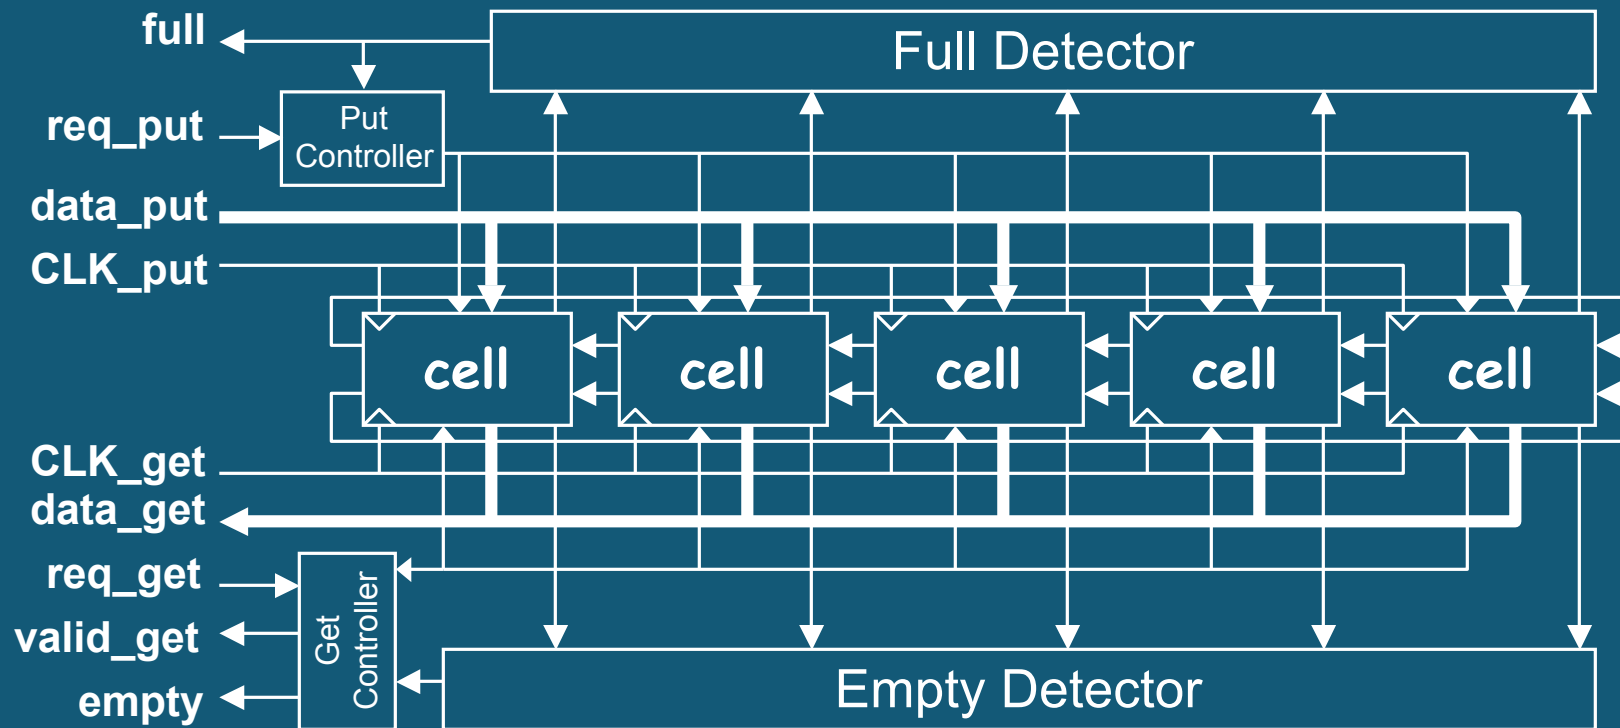 full
Full Detector
Put
Controller
req_put
data_put
CLK_put
cell
cell
cell
cell
cell
CLK_get
data_get
req_get
valid_get
empty
Get
Controller
Empty Detector